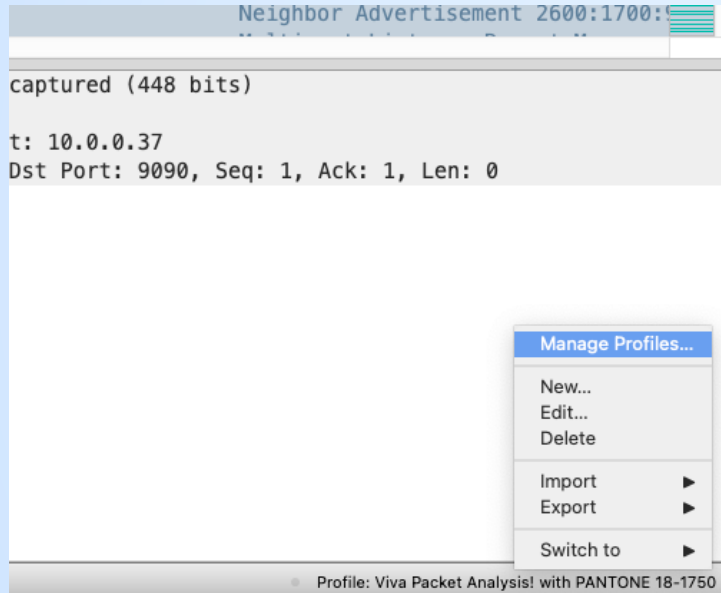 Neighbor Advertisement 2600:1700:9
captured (448 bits)
t: 10.0.0.37
Dst Port: 9090, Seq: 1, Ack: 1, Len: 0
Manage Profiles...
New...
Edit...
Delete
Import
Export
Switch to
Profile: Viva Packet Analysis! with PANTONE 18-1750